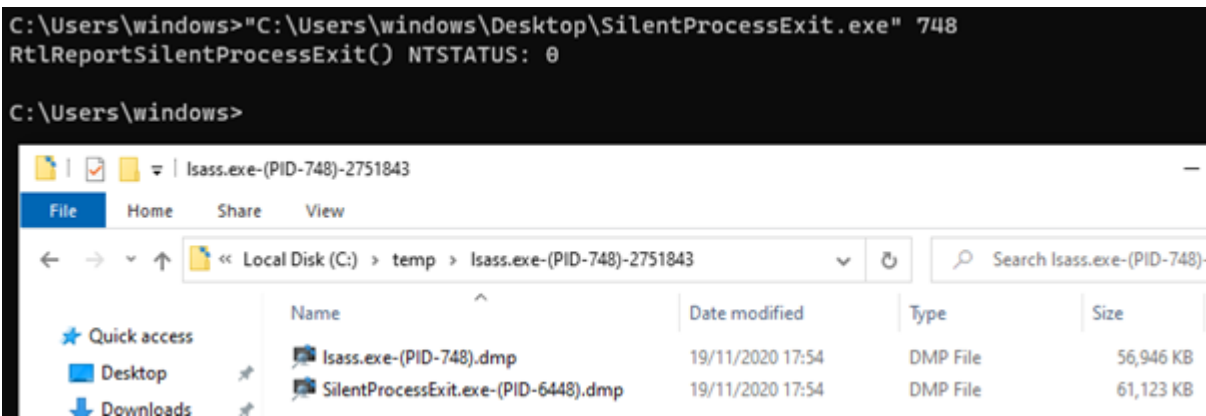 C:\Users\windows>"C:\Users\windows\Desktop\SilentProcessExit.exe" 748
RtlReportSilentProcessExit() NTSTATUS: 0
C:\Users\windows>
lsass.exe-(PID-748)-2751843
File Home Share View
« Local Disk (C:) > temp > lsass.exe-(PID-748)-2751843 Search lsass.exe-(PID-748)-
Name Date modified Type Size
Quick access
lsass.exe-(PID-748).dmp 19/11/2020 17:54 DMP File 56,946 KB
Desktop
SilentProcessExit.exe-(PID-6448).dmp 19/11/2020 17:54 DMP File 61,123 KB
Downloads